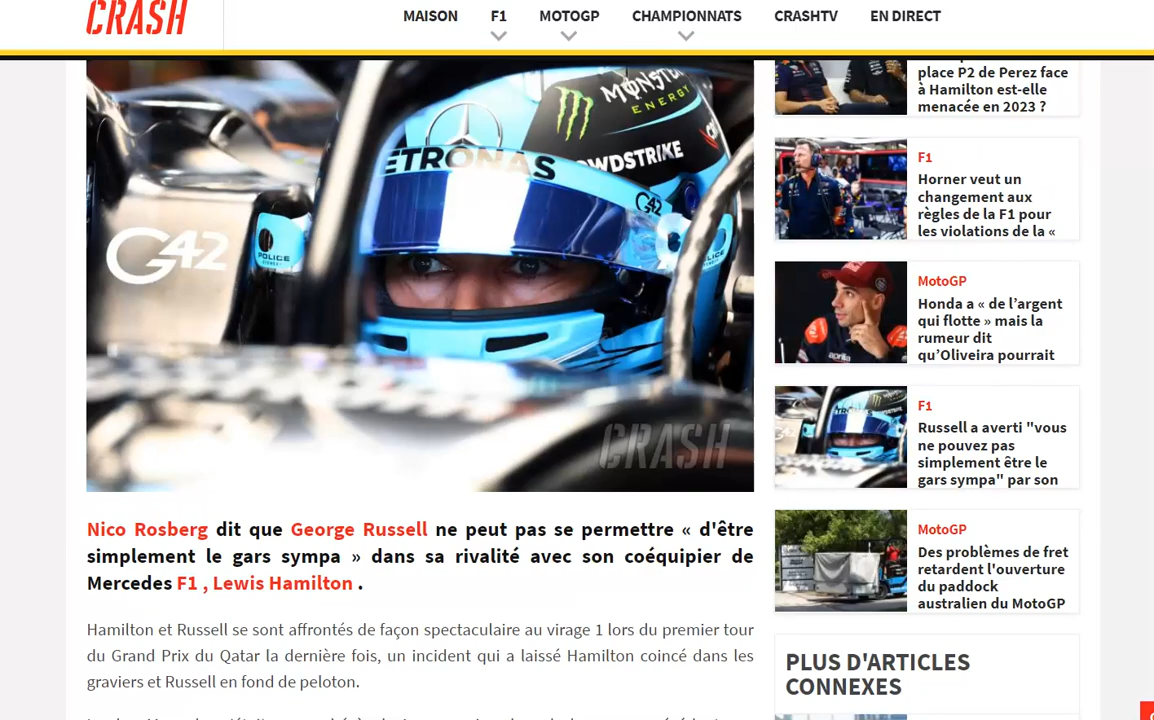 CRASH
MAISON F1 MOTOGP CHAMPIONNATS CRASHTV EN DIRECT
MONSTER
ENERGY
ETRONAS
OWDSTRIKE
G42
G42
POLICE
CRASH
Nico Rosberg dit que George Russell ne peut pas se permettre « d'être
simplement le gars sympa » dans sa rivalité avec son coéquipier de
Mercedes F1 , Lewis Hamilton .
Hamilton et Russell se sont affrontés de façon spectaculaire au virage 1 lors du premier tour
du Grand Prix du Qatar la dernière fois, un incident qui a laissé Hamilton coincé dans les
graviers et Russell en fond de peloton.
place P2 de Perez face
à Hamilton est-elle
menacée en 2023 ?
F1
Horner veut un
changement aux
règles de la F1 pour
les violations de la «
MotoGP
Honda a « de l’argent
qui flotte » mais la
rumeur dit
qu’Oliveira pourrait
aprilia
F1
Russell a averti "vous
ne pouvez pas
simplement être le
gars sympa" par son
MotoGP
Des problèmes de fret
retardent l'ouverture
du paddock
australien du MotoGP
PLUS D'ARTICLES
CONNEXES